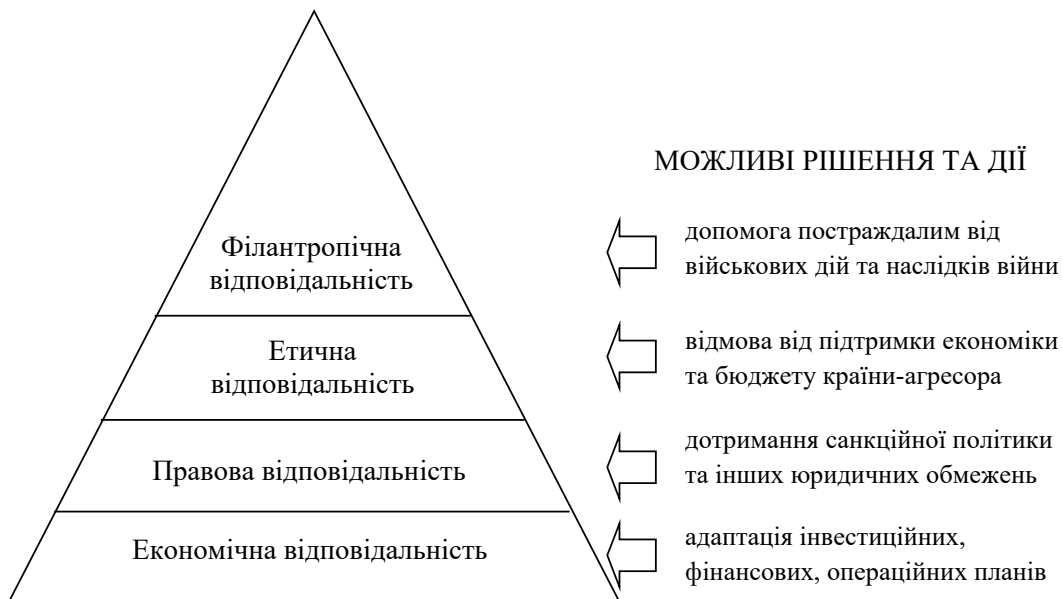 МОЖЛИВІ РІШЕННЯ ТА ДІЇ
Філантропічна
відповідальність
допомога постраждалим від
військових дій та наслідків війни
Етична
відповідальність
відмова від підтримки економіки
та бюджету країни-агресора
Правова відповідальність
дотримання санкційної політики
та інших юридичних обмежень
Економічна відповідальність
адаптація інвестиційних,
фінансових, операційних планів